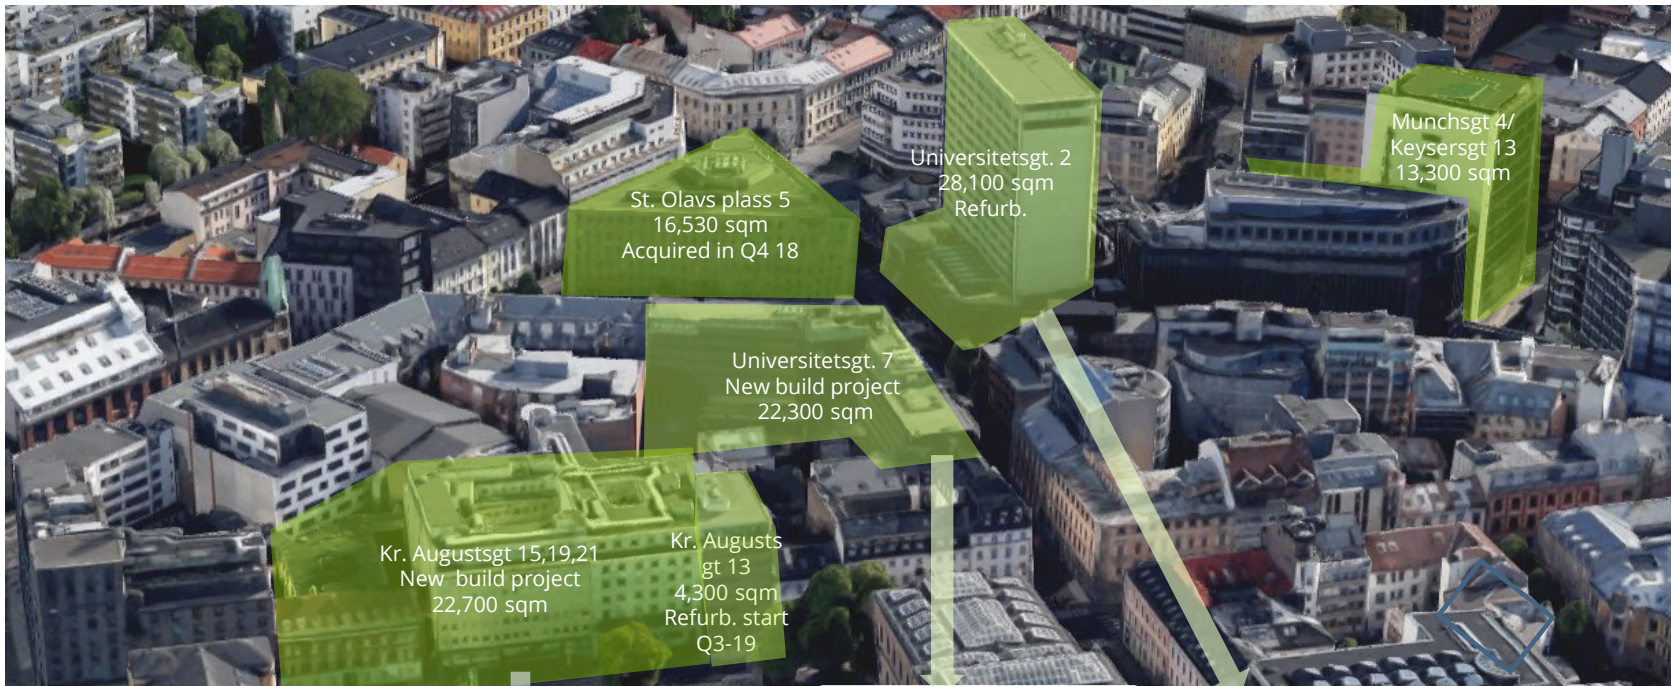 Universitetsgt. 2
28,100 sqm
Refurb.
Munchsgt 4/
Keysersgt 13
13,300 sqm
St. Olavs plass 5
16,530 sqm
Acquired in Q4 18
Universitetsgt. 7
New build project
22,300 sqm
Kr. Augustsgt 15,19,21
New  build project
22,700 sqm
Kr. Augusts
gt 13
4,300 sqm
Refurb. start
Q3-19